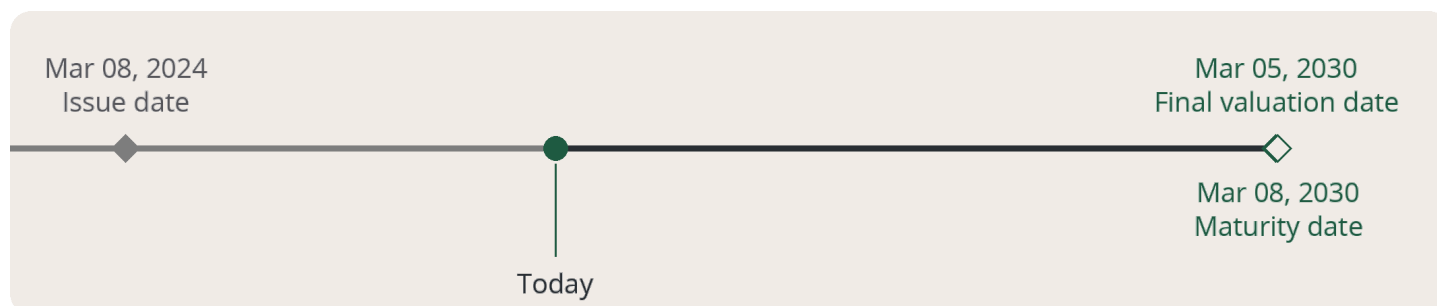 Mar 08, 2024
Issue date
Mar 05, 2030
Final valuation date
Mar 08, 2030
Maturity date
Today